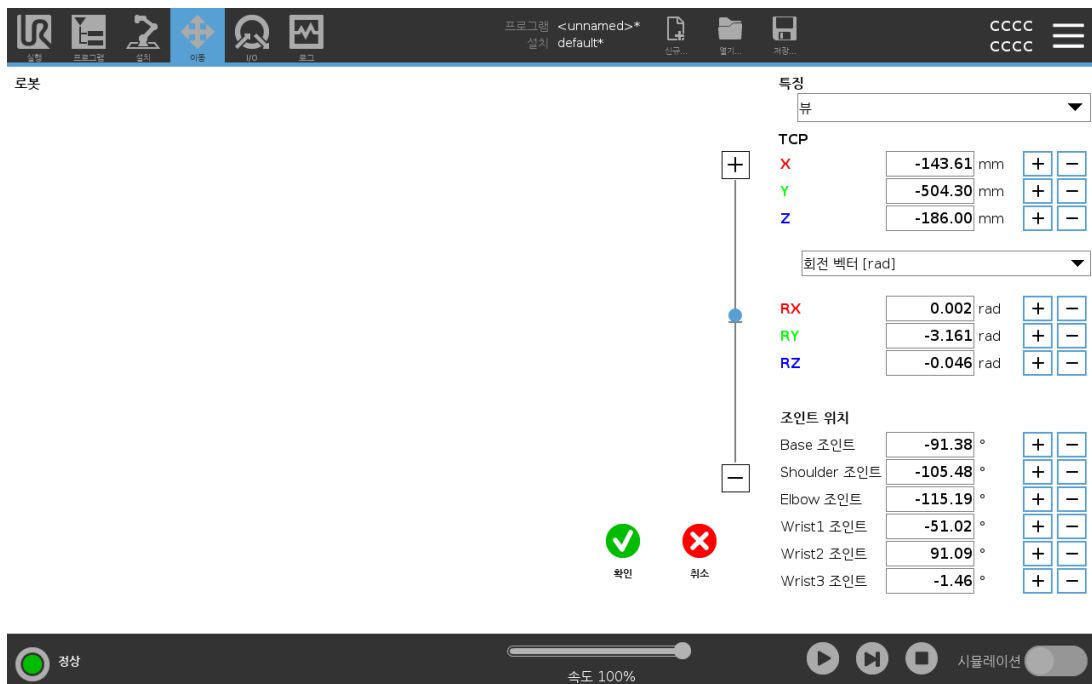 UR
실행
프로그램
설치
이동
I/O
로그
프로그램 <unnamed>*
설치 default*
신규...
열기...
저장...
CCCC
CCCC
로봇
특징
뷰
TCP
X -143.61 mm + −
Y -504.30 mm + −
Z -186.00 mm + −
회전 벡터 [rad]
RX 0.002 rad + −
RY -3.161 rad + −
RZ -0.046 rad + −
조인트 위치
Base 조인트 -91.38 ° + −
Shoulder 조인트 -105.48 ° + −
Elbow 조인트 -115.19 ° + −
Wrist1 조인트 -51.02 ° + −
Wrist2 조인트 91.09 ° + −
Wrist3 조인트 -1.46 ° + −
확인
취소
정상
속도 100%
시뮬레이션